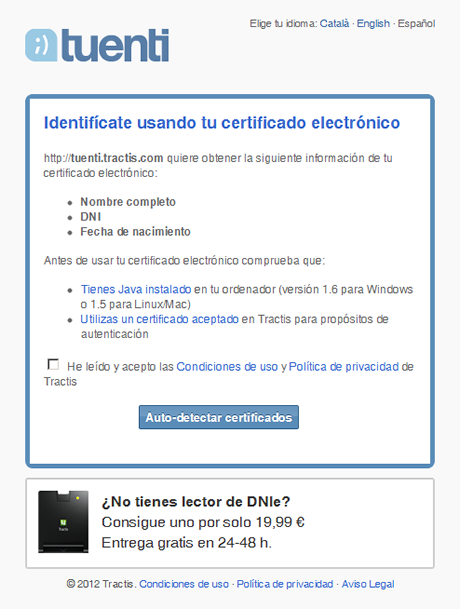 Elige tu idioma: Català · English · Español
;) tuenti
Identifícate usando tu certificado electrónico
http://tuenti.tractis.com quiere obtener la siguiente información de tu
certificado electrónico:
• Nombre completo
• DNI
• Fecha de nacimiento
Antes de usar tu certificado electrónico comprueba que:
• Tienes Java instalado en tu ordenador (versión 1.6 para Windows
o 1.5 para Linux/Mac)
• Utilizas un certificado aceptado en Tractis para propósitos de
autenticación
He leído y acepto las Condiciones de uso y Política de privacidad de
Tractis
Auto-detectar certificados
¿No tienes lector de DNIe?
Consigue uno por solo 19,99 €
Entrega gratis en 24-48 h.
Tractis
© 2012 Tractis. Condiciones de uso · Política de privacidad · Aviso Legal